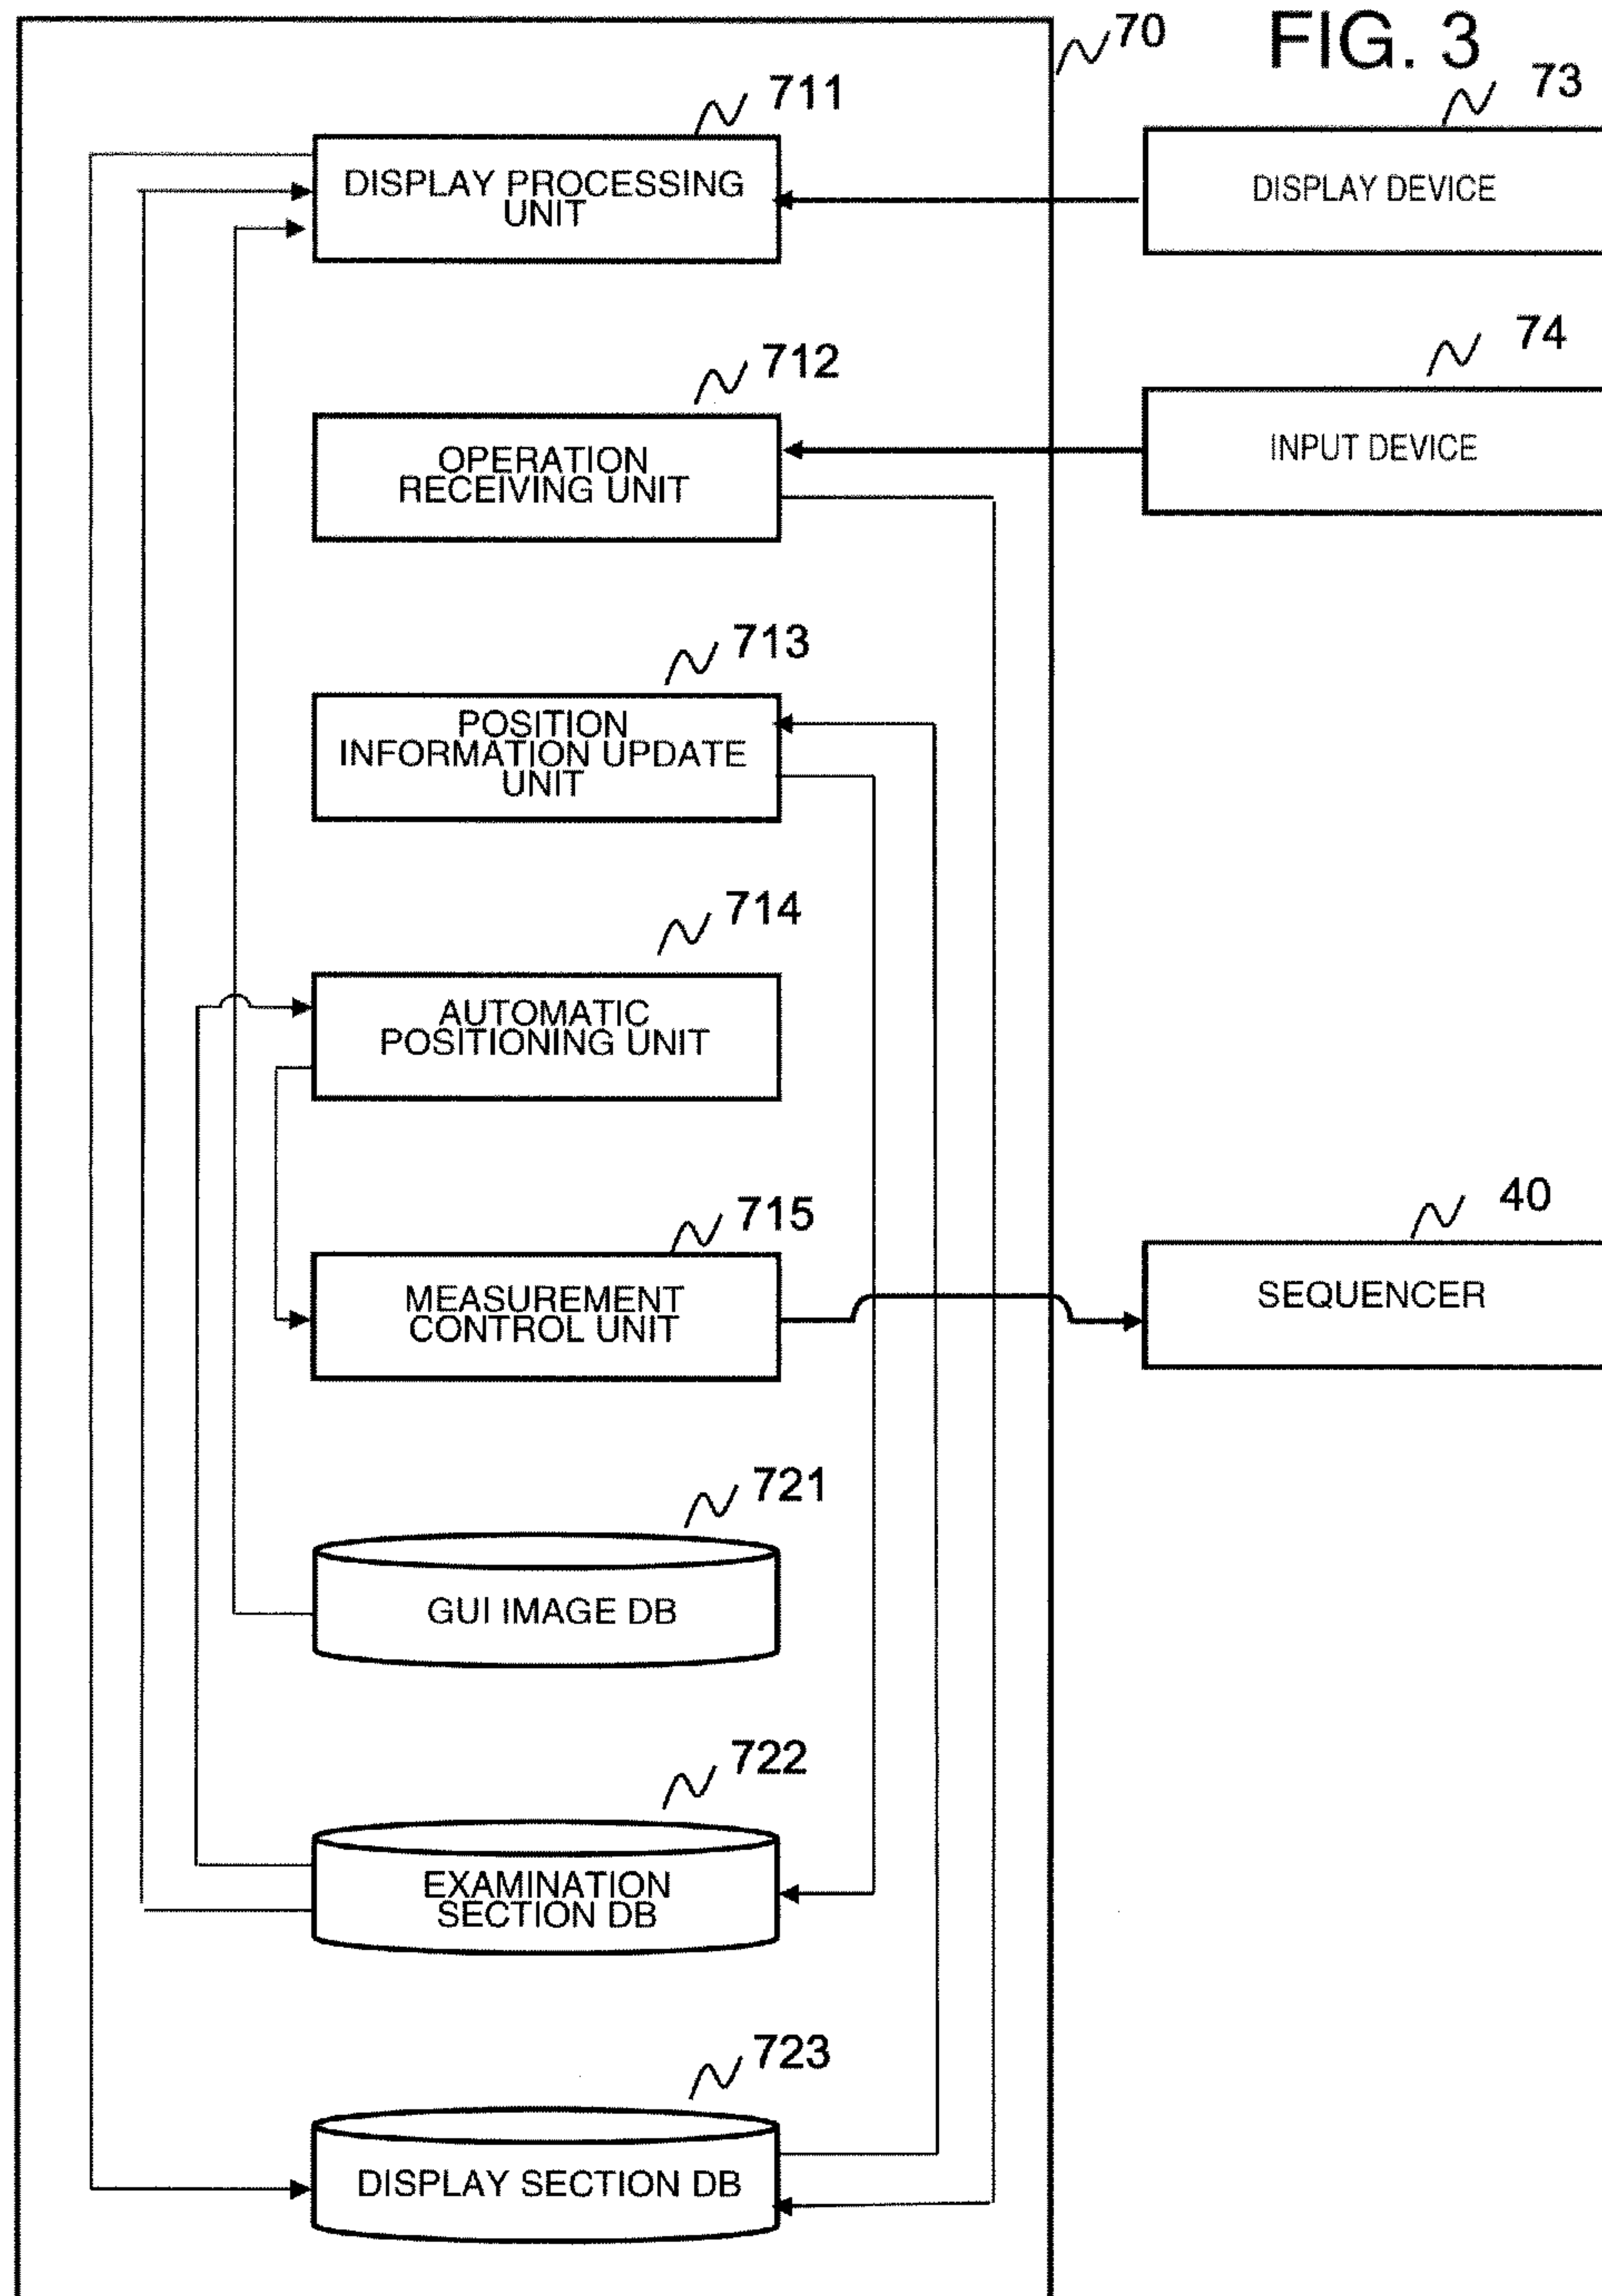 FIG. 3
70
73
711
DISPLAY PROCESSING
UNIT
DISPLAY DEVICE
74
712
OPERATION
RECEIVING UNIT
INPUT DEVICE
713
POSITION
INFORMATION UPDATE
UNIT
714
AUTOMATIC
POSITIONING UNIT
715
MEASUREMENT
CONTROL UNIT
40
SEQUENCER
721
GUI IMAGE DB
722
EXAMINATION
SECTION DB
723
DISPLAY SECTION DB